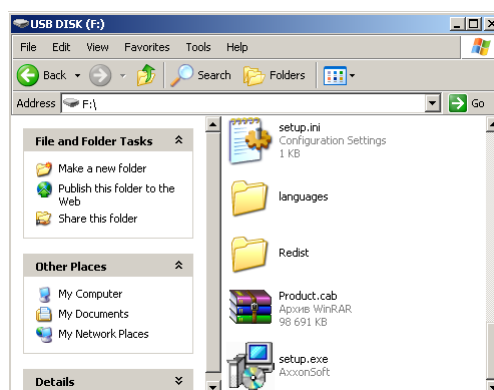 USB DISK (F:)
File Edit View Favorites Tools Help
Back Search Folders
Address F:\ Go
File and Folder Tasks
Make a new folder
Publish this folder to the
Web
Share this folder
Other Places
My Computer
My Documents
My Network Places
Details
setup.ini
Configuration Settings
1 KB
languages
Redist
Product.cab
Архив WinRAR
98 691 KB
setup.exe
AxxonSoft